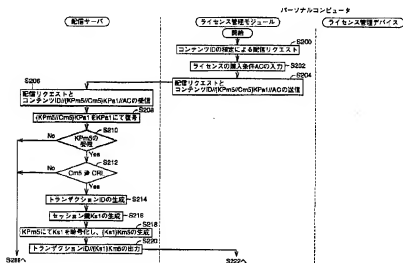 パーソナルコンピュータ
配信サーバ
ライセンス管理モジュール
ライセンス管理デバイス
開始
S200
コンテンツIDの指定による配信リクエスト
S202
ライセンスの購入条件ACの入力
S204
配信リクエストと
コンテンツID//{KPm5//Cm5}KPa1//ACの送信
S206
配信リクエストと
コンテンツID//{KPm5//Cm5}KPa1//ACの受信
S208
{KPm5//Cm5}KPa1をKPa1にて復号
S210
KPm5の
No
Yes
S212
No
Yes
S214
トランザクションIDの生成
S216
セッション鍵Ks1の生成
S218
KPm5にてKs1を暗号化し、{Ks1}Km5の生成
S220
トランザクションID//{Ks1}Km5の出力
S222へ